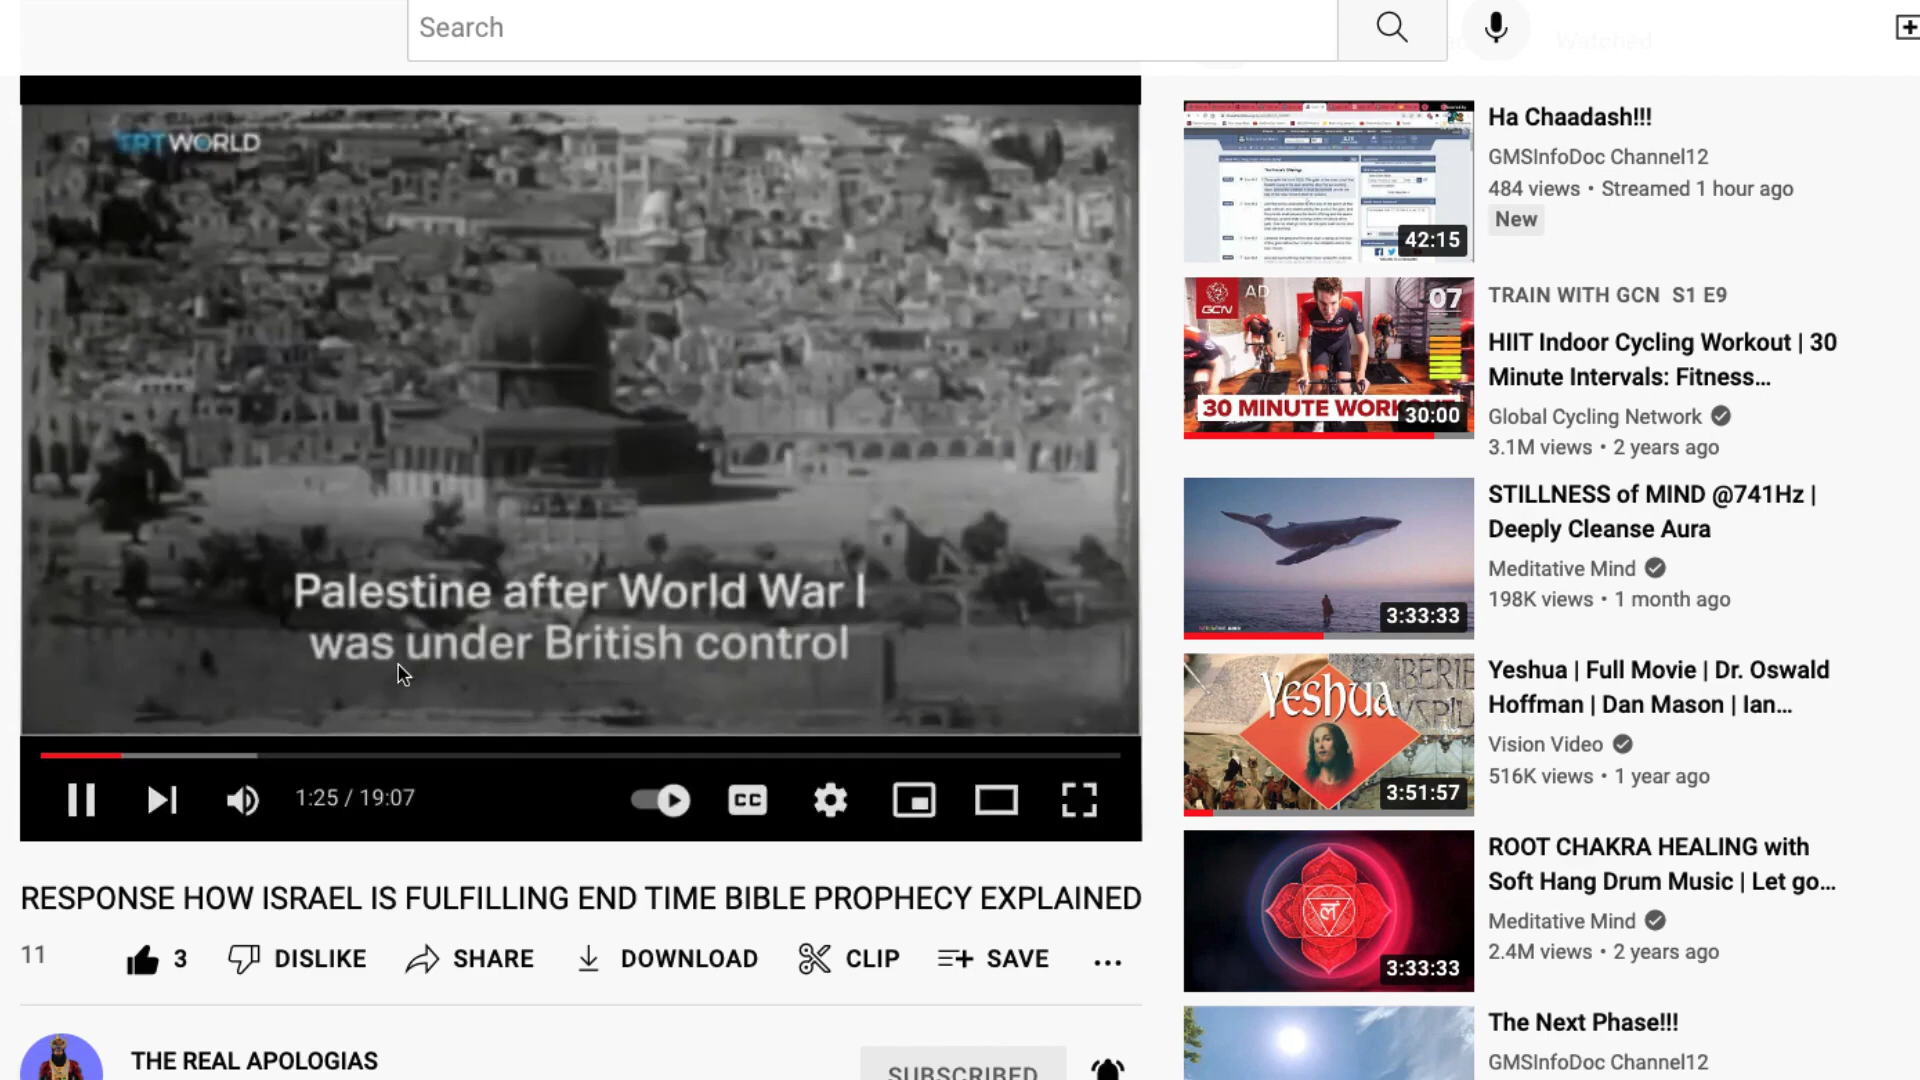 Search
Watched
TRT WORLD
Palestine after World War I
was under British control
1:25 / 19:07
CC
RESPONSE HOW ISRAEL IS FULFILLING END TIME BIBLE PROPHECY EXPLAINED
11
3
DISLIKE
SHARE
DOWNLOAD
CLIP
SAVE
THE REAL APOLOGIAS
SUBSCRIBED
42:15
Ha Chaadash!!!
GMSInfoDoc Channel12
484 views • Streamed 1 hour ago
New
GCN
AD
07
30 MINUTE WORKOUT
30:00
TRAIN WITH GCN S1 E9
HIIT Indoor Cycling Workout | 30
Minute Intervals: Fitness...
Global Cycling Network
3.1M views • 2 years ago
3:33:33
STILLNESS of MIND @741Hz |
Deeply Cleanse Aura
Meditative Mind
198K views • 1 month ago
Yeshua
3:51:57
Yeshua | Full Movie | Dr. Oswald
Hoffman | Dan Mason | Ian...
Vision Video
516K views • 1 year ago
लं
3:33:33
ROOT CHAKRA HEALING with
Soft Hang Drum Music | Let go...
Meditative Mind
2.4M views • 2 years ago
The Next Phase!!!
GMSInfoDoc Channel12